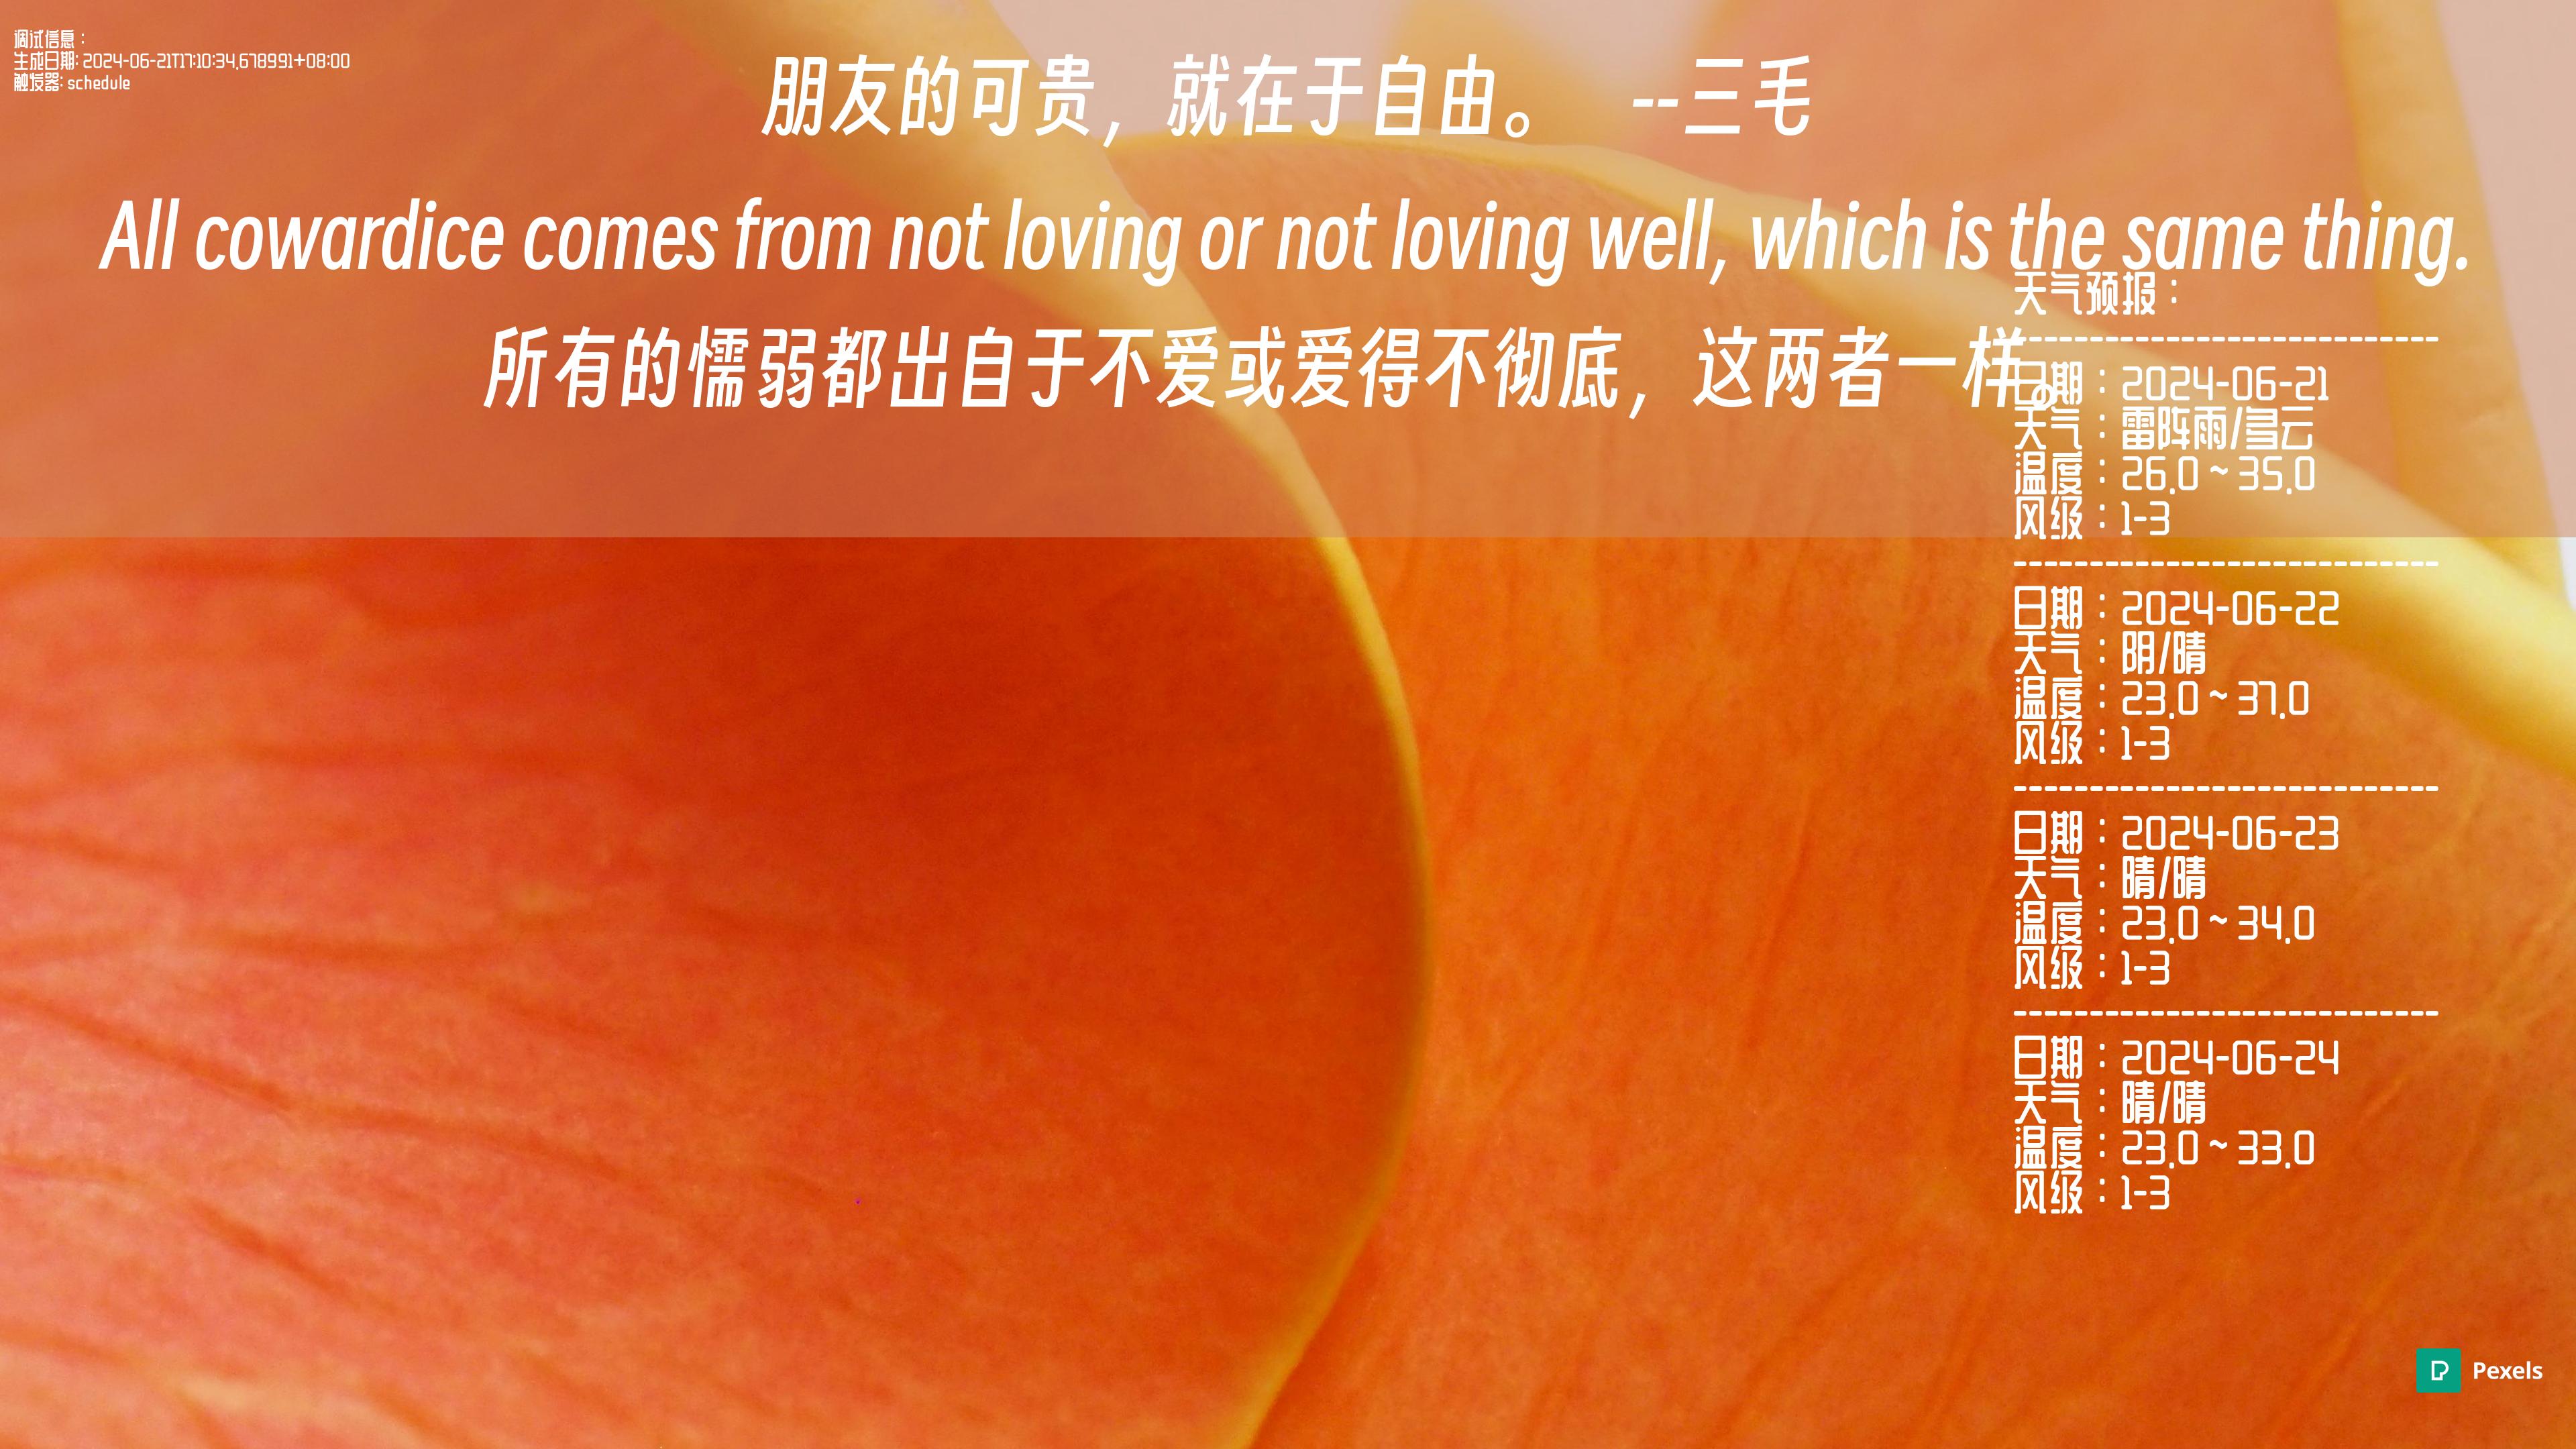 调试信息：
生成日期: 2024-06-21T17:10:34.678991+08:00
触发器: schedule
朋友的可贵，就在于自由。 --三毛
All cowardice comes from not loving or not loving well, which is the same thing.
所有的懦弱都出自于不爱或爱得不彻底，这两者一样。
天气预报：
----------------------------
日期：2024-06-21
天气：雷阵雨/多云
温度：26.0 ~ 35.0
风级：1-3
----------------------------
日期：2024-06-22
天气：阴/晴
温度：23.0 ~ 37.0
风级：1-3
----------------------------
日期：2024-06-23
天气：晴/晴
温度：23.0 ~ 34.0
风级：1-3
----------------------------
日期：2024-06-24
天气：晴/晴
温度：23.0 ~ 33.0
风级：1-3
Pexels